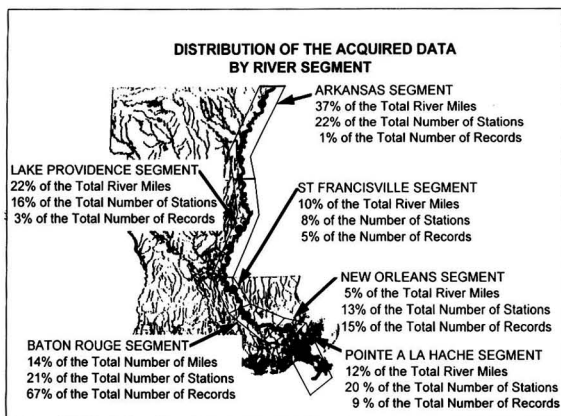 DISTRIBUTION OF THE ACQUIRED DATA
BY RIVER SEGMENT
ARKANSAS SEGMENT
37% of the Total River Miles
22% of the Total Number of Stations
1% of the Total Number of Records
LAKE PROVIDENCE SEGMENT
22% of the Total River Miles
16% of the Total Number of Stations
3% of the Total Number of Records
ST FRANCISVILLE SEGMENT
10% of the Total River Miles
8% of the Number of Stations
5% of the Number of Records
NEW ORLEANS SEGMENT
5% of the Total River Miles
13% of the Total Number of Stations
15% of the Total Number of Records
BATON ROUGE SEGMENT
14% of the Total Number of Miles
21% of the Total Number of Stations
67% of the Total Number of Records
POINTE A LA HACHE SEGMENT
12% of the Total River Miles
20 % of the Total Number of Stations
9 % of the Total Number of Records